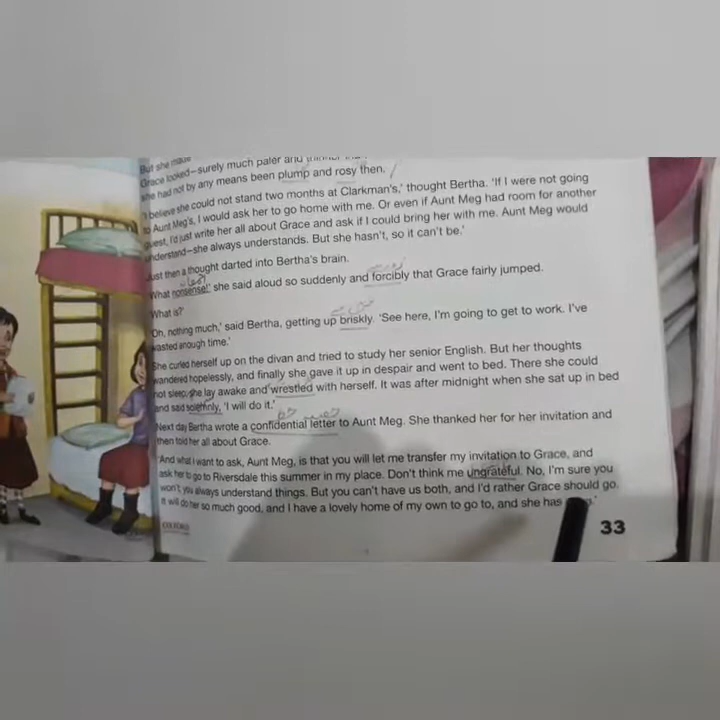 But she made
Grace looked—surely much paler and thinner
she had not by any means been plump and rosy then.
'I believe she could not stand two months at Clarkman's,' thought Bertha. 'If I were not going
to Aunt Meg's, I would ask her to go home with me. Or even if Aunt Meg had room for another
guest, I'd just write her all about Grace and ask if I could bring her with me. Aunt Meg would
understand—she always understands. But she hasn't, so it can't be.'
Just then a thought darted into Bertha's brain.
'What nonsense!' she said aloud so suddenly and forcibly that Grace fairly jumped.
'What is?'
'Oh, nothing much,' said Bertha, getting up briskly. 'See here, I'm going to get to work. I've
wasted enough time.'
She curled herself up on the divan and tried to study her senior English. But her thoughts
wandered hopelessly, and finally she gave it up in despair and went to bed. There she could
not sleep; she lay awake and wrestled with herself. It was after midnight when she sat up in bed
and said solemnly, 'I will do it.'
خفیہ خط
Next day Bertha wrote a confidential letter to Aunt Meg. She thanked her for her invitation and
then told her all about Grace.
'And what I want to ask, Aunt Meg, is that you will let me transfer my invitation to Grace, and
ask her to go to Riversdale this summer in my place. Don't think me ungrateful. No, I'm sure you
won't, you always understand things. But you can't have us both, and I'd rather Grace should go.
It will do her so much good, and I have a lovely home of my own to go to, and she has
OXFORD
33